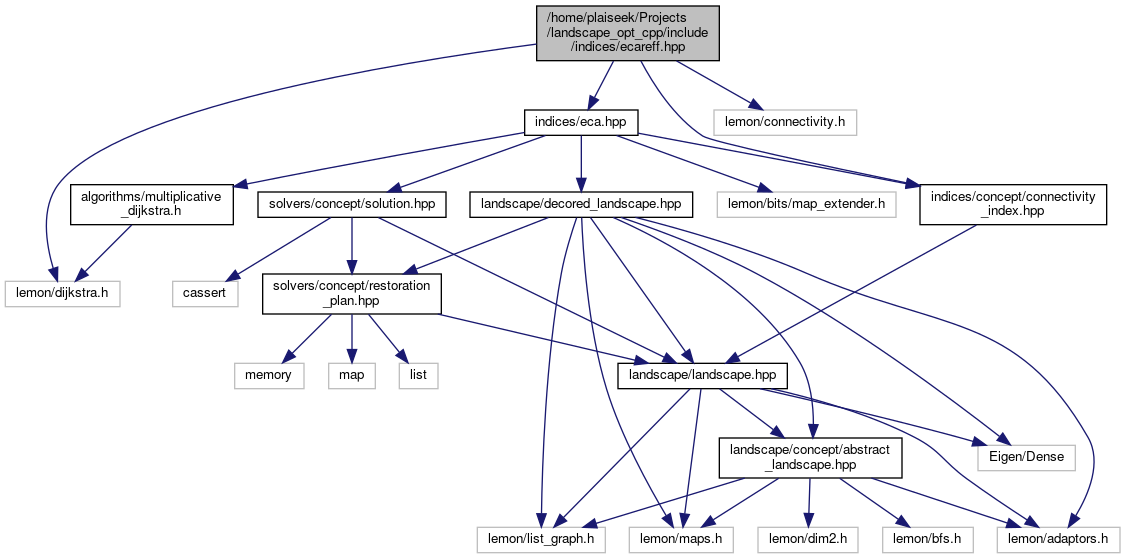 /home/plaiseek/Projects
/landscape_opt_cpp/include
/indices/ecareff.hpp
indices/eca.hpp
lemon/connectivity.h
algorithms/multiplicative
_dijkstra.h
solvers/concept/solution.hpp
landscape/decored_landscape.hpp
lemon/bits/map_extender.h
indices/concept/connectivity
_index.hpp
lemon/dijkstra.h
cassert
solvers/concept/restoration
_plan.hpp
memory
map
list
landscape/landscape.hpp
landscape/concept/abstract
_landscape.hpp
Eigen/Dense
lemon/list_graph.h
lemon/maps.h
lemon/dim2.h
lemon/bfs.h
lemon/adaptors.h